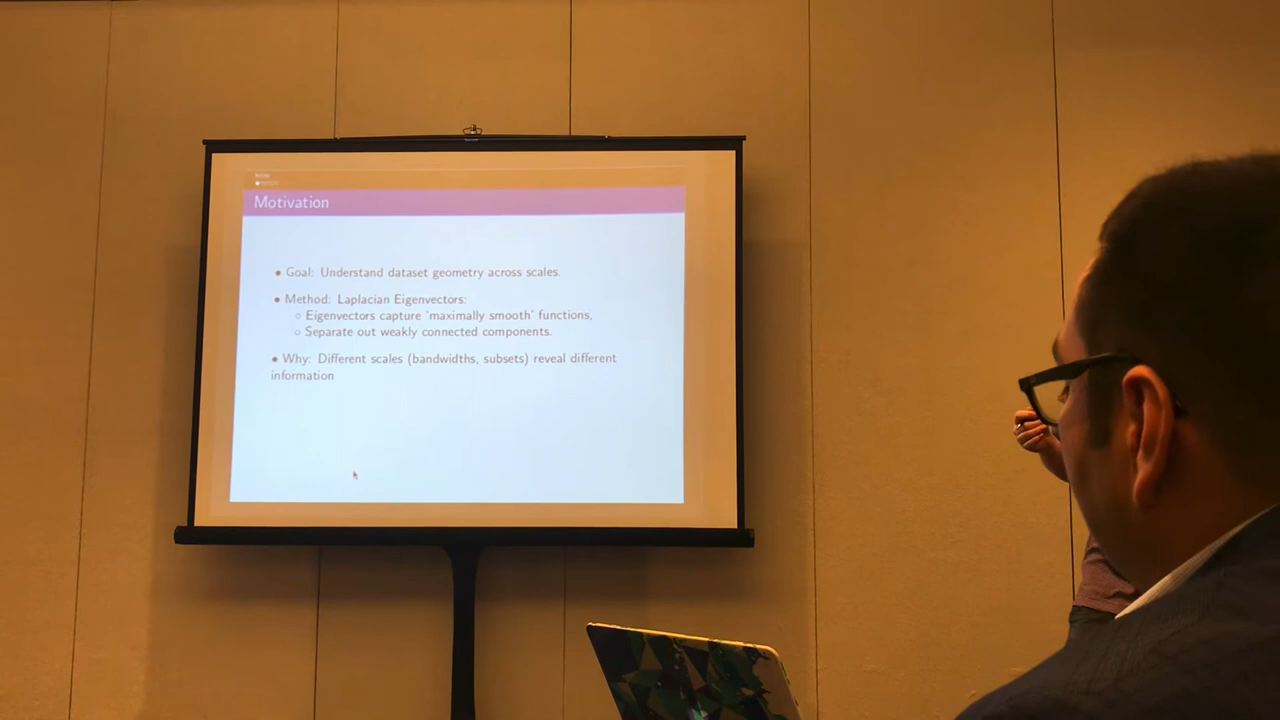 Motivation
• Goal: Understand dataset geometry across scales.
• Method: Laplacian Eigenvectors:
○ Eigenvectors capture 'maximally smooth' functions.
○ Separate out weakly connected components.
• Why: Different scales (bandwidths, subsets) reveal different
information